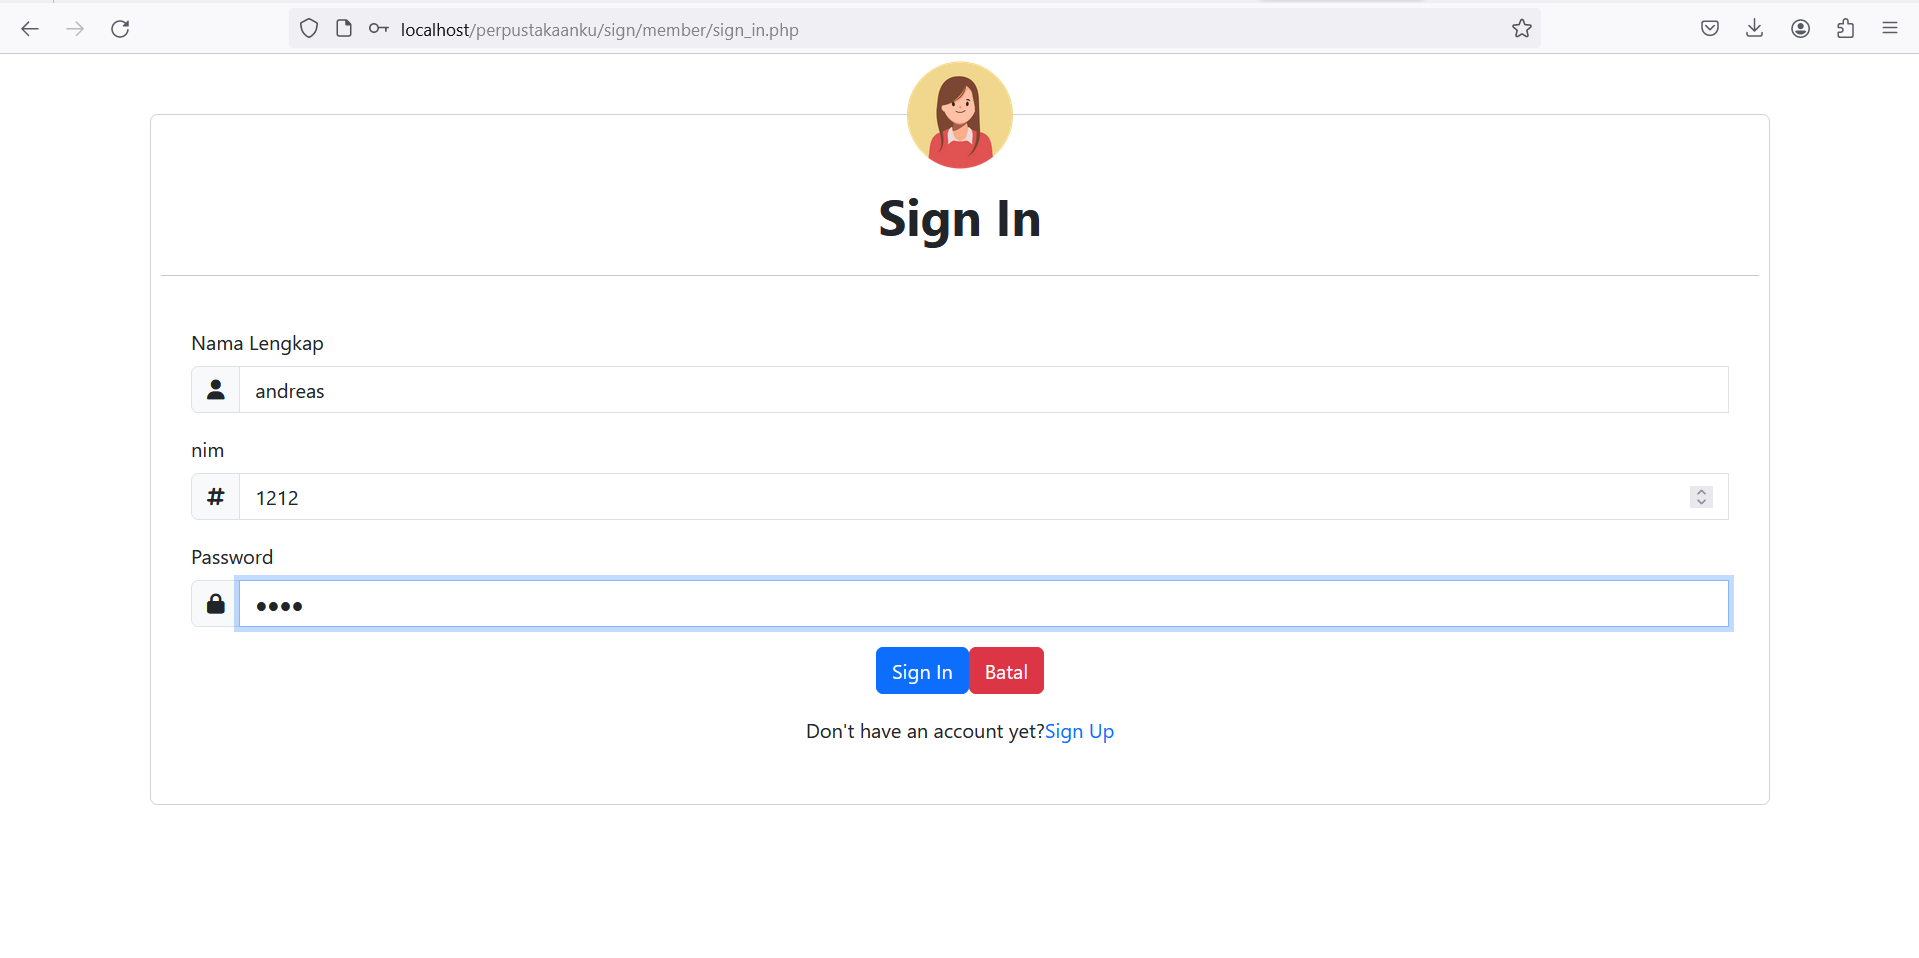 localhost/perpustakaanku/sign/member/sign_in.php
Sign In
Nama Lengkap
andreas
nim
# 1212
Password
••••
Sign In Batal
Don't have an account yet?Sign Up